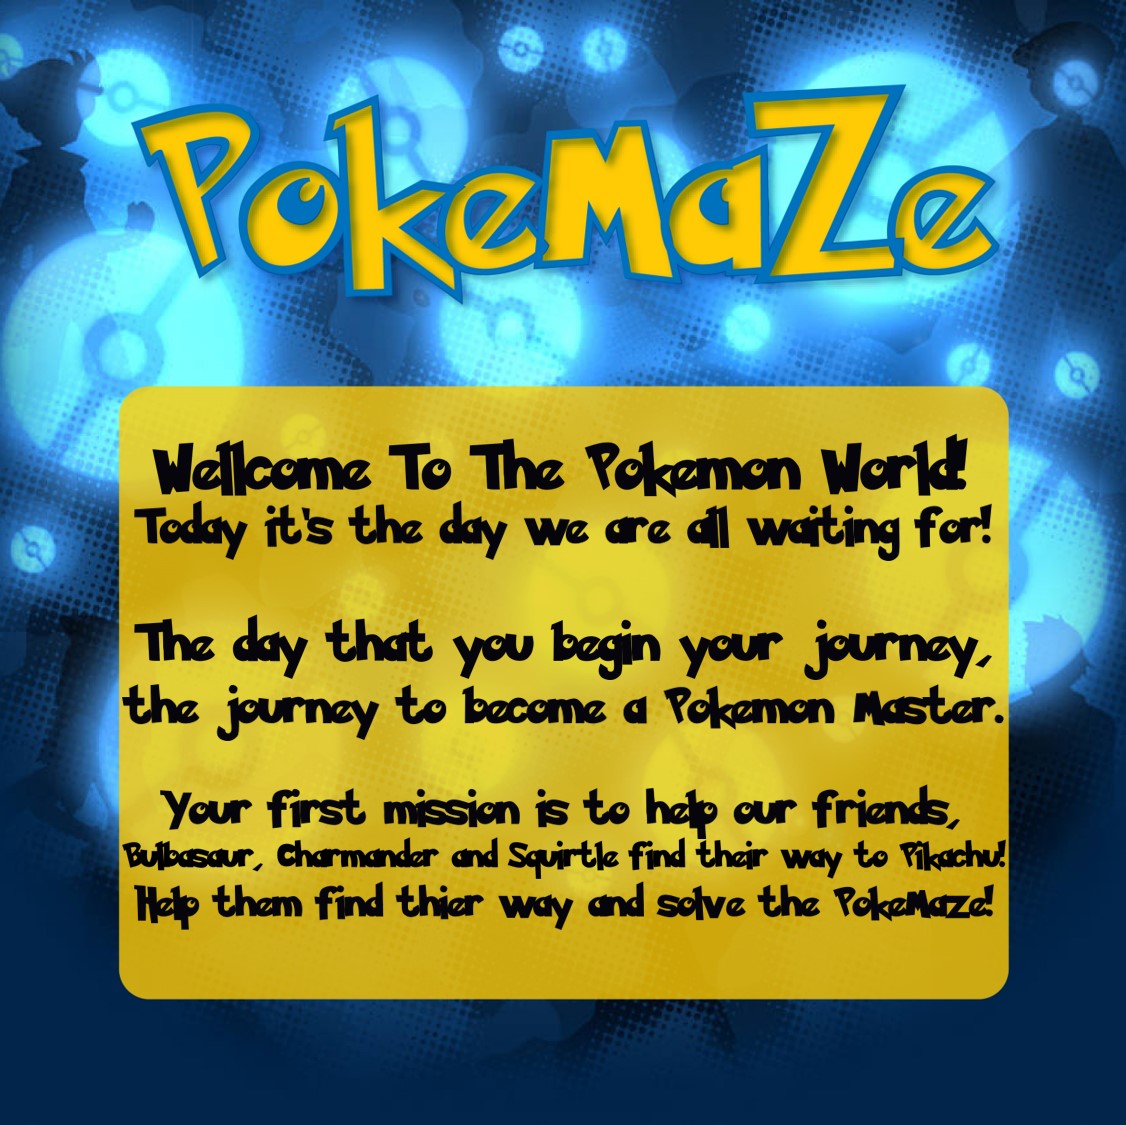 PokeMaZe
Wellcome To The Pokemon World!
Today it's the day we are all waiting for!
The day that you begin your journey,
the journey to become a Pokemon Master.
Your first mission is to help our friends,
Bulbasaur, Charmander and Squirtle find their way to Pikachu!
Help them find thier way and solve the PokeMaze!